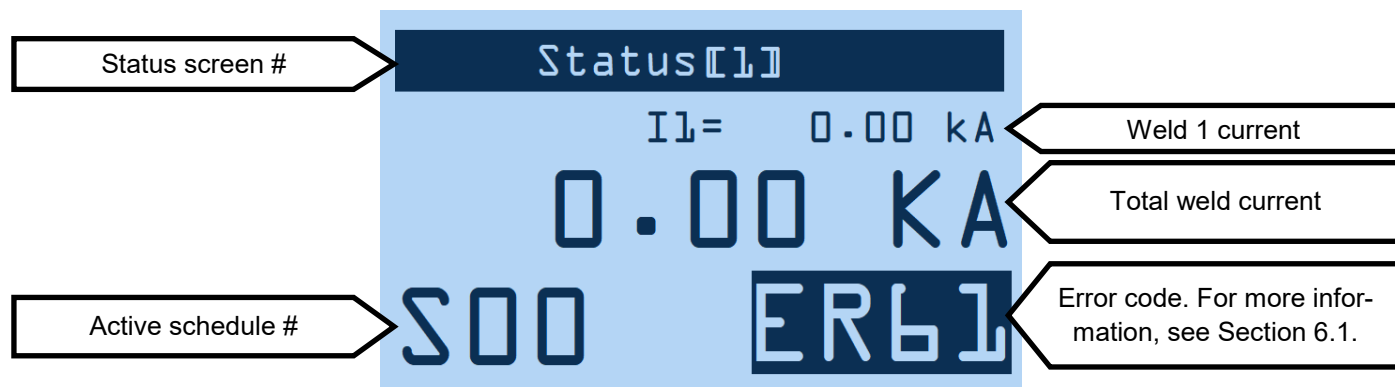 Status screen #
Status[1]
I1= 0.00 kA
Weld 1 current
0.00 KA
Total weld current
Active schedule #
S00
ER61
Error code. For more infor-
mation, see Section 6.1.